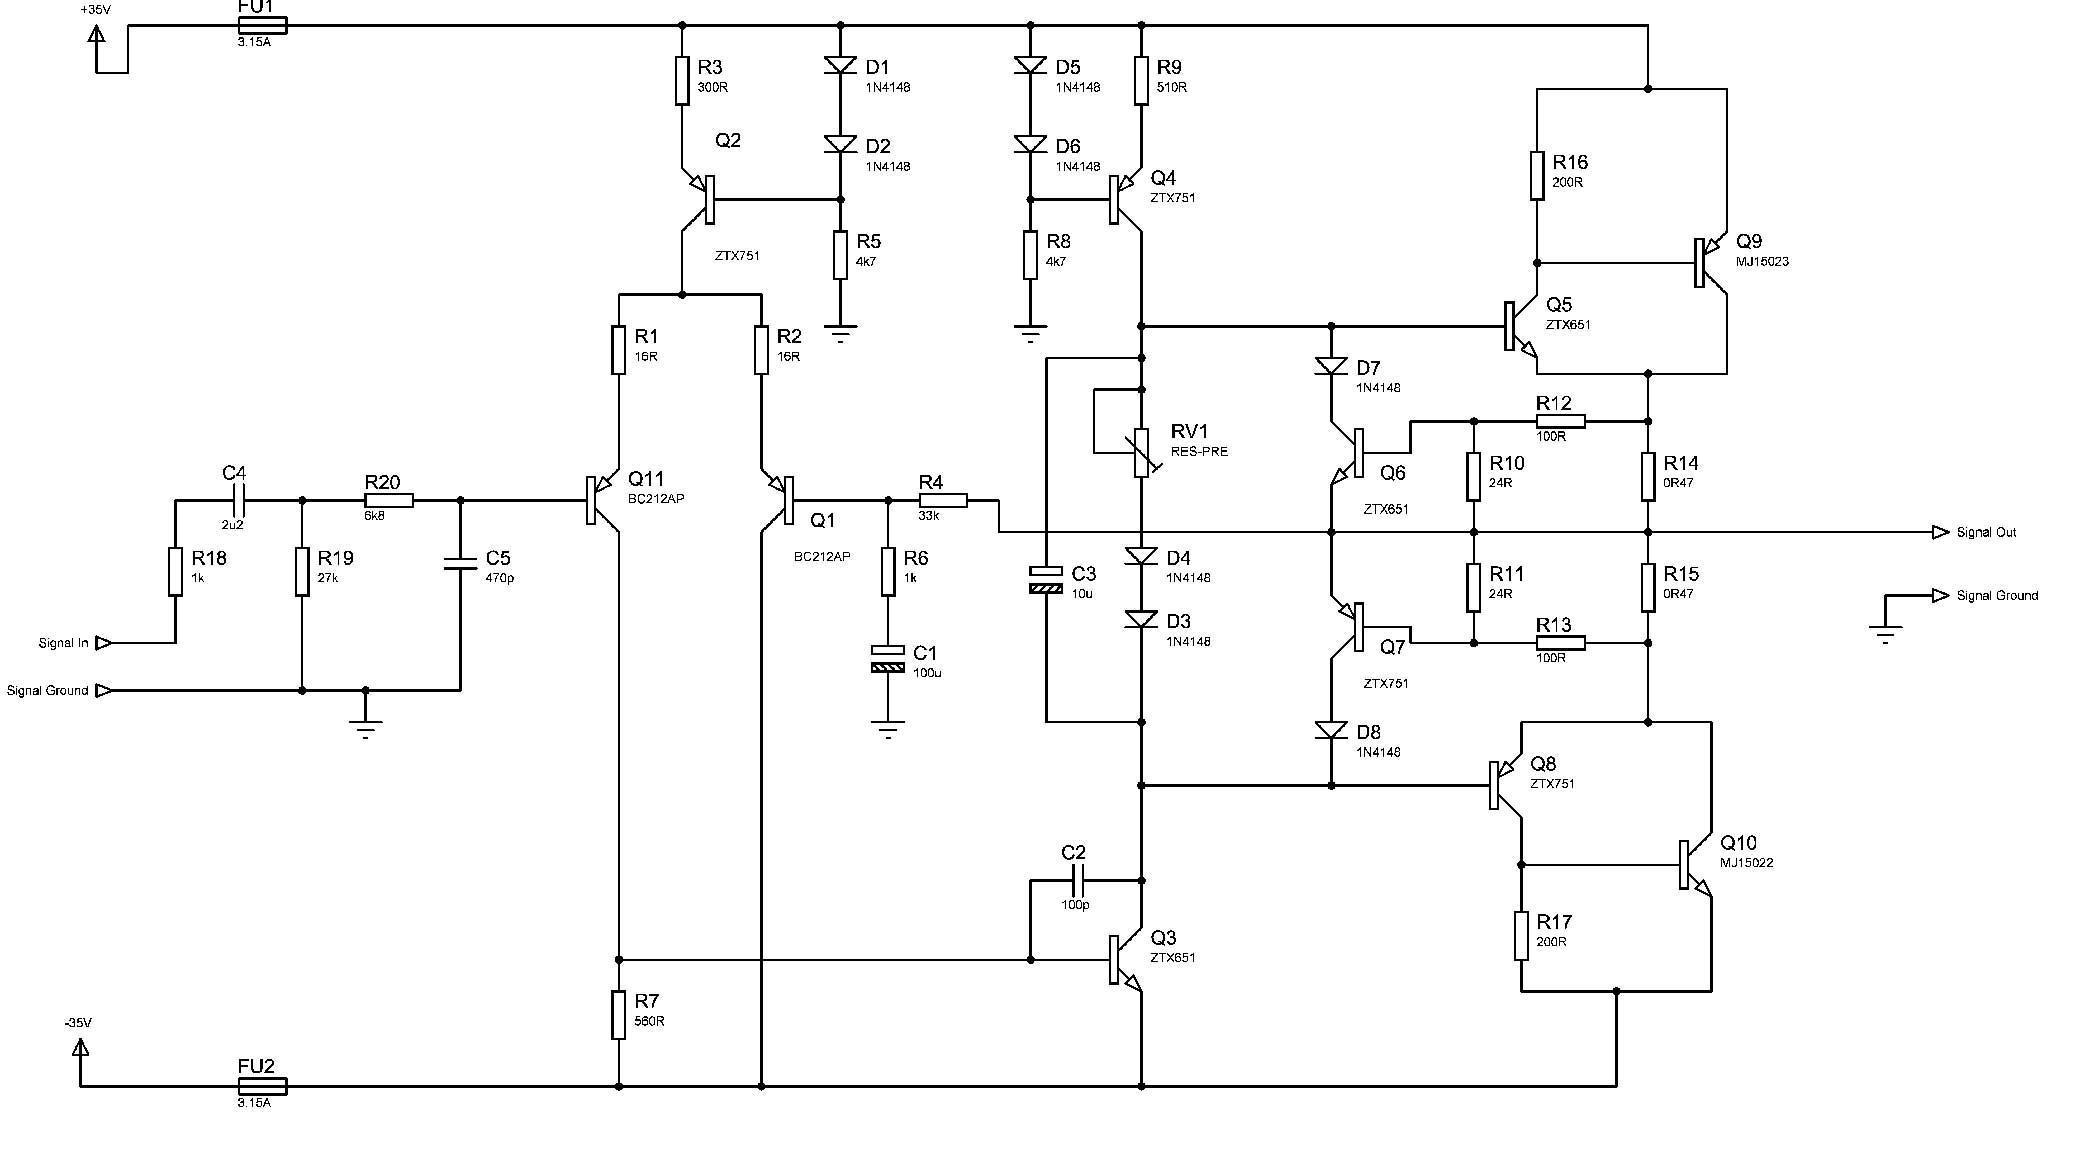 +35V
FU1
3.15A
R3
300R
D1
1N4148
D5
1N4148
R9
510R
Q2
D2
1N4148
D6
1N4148
Q4
ZTX751
R16
200R
ZTX751
R5
4k7
R8
4k7
Q9
MJ15023
Q5
ZTX651
R1
16R
R2
16R
D7
1N4148
R12
100R
RV1
RES-PRE
C4
2u2
R20
6k8
Q11
BC212AP
Q1
BC212AP
R4
33k
Q6
ZTX651
R10
24R
R14
0R47
Signal Out
R18
1k
R19
27k
C5
470p
R6
1k
C3
10u
D4
1N4148
R11
24R
R15
0R47
Signal Ground
D3
1N4148
R13
100R
Signal In
C1
100u
Q7
ZTX751
Signal Ground
D8
1N4148
Q8
ZTX751
C2
100p
Q10
MJ15022
Q3
ZTX651
R17
200R
R7
560R
-35V
FU2
3.15A